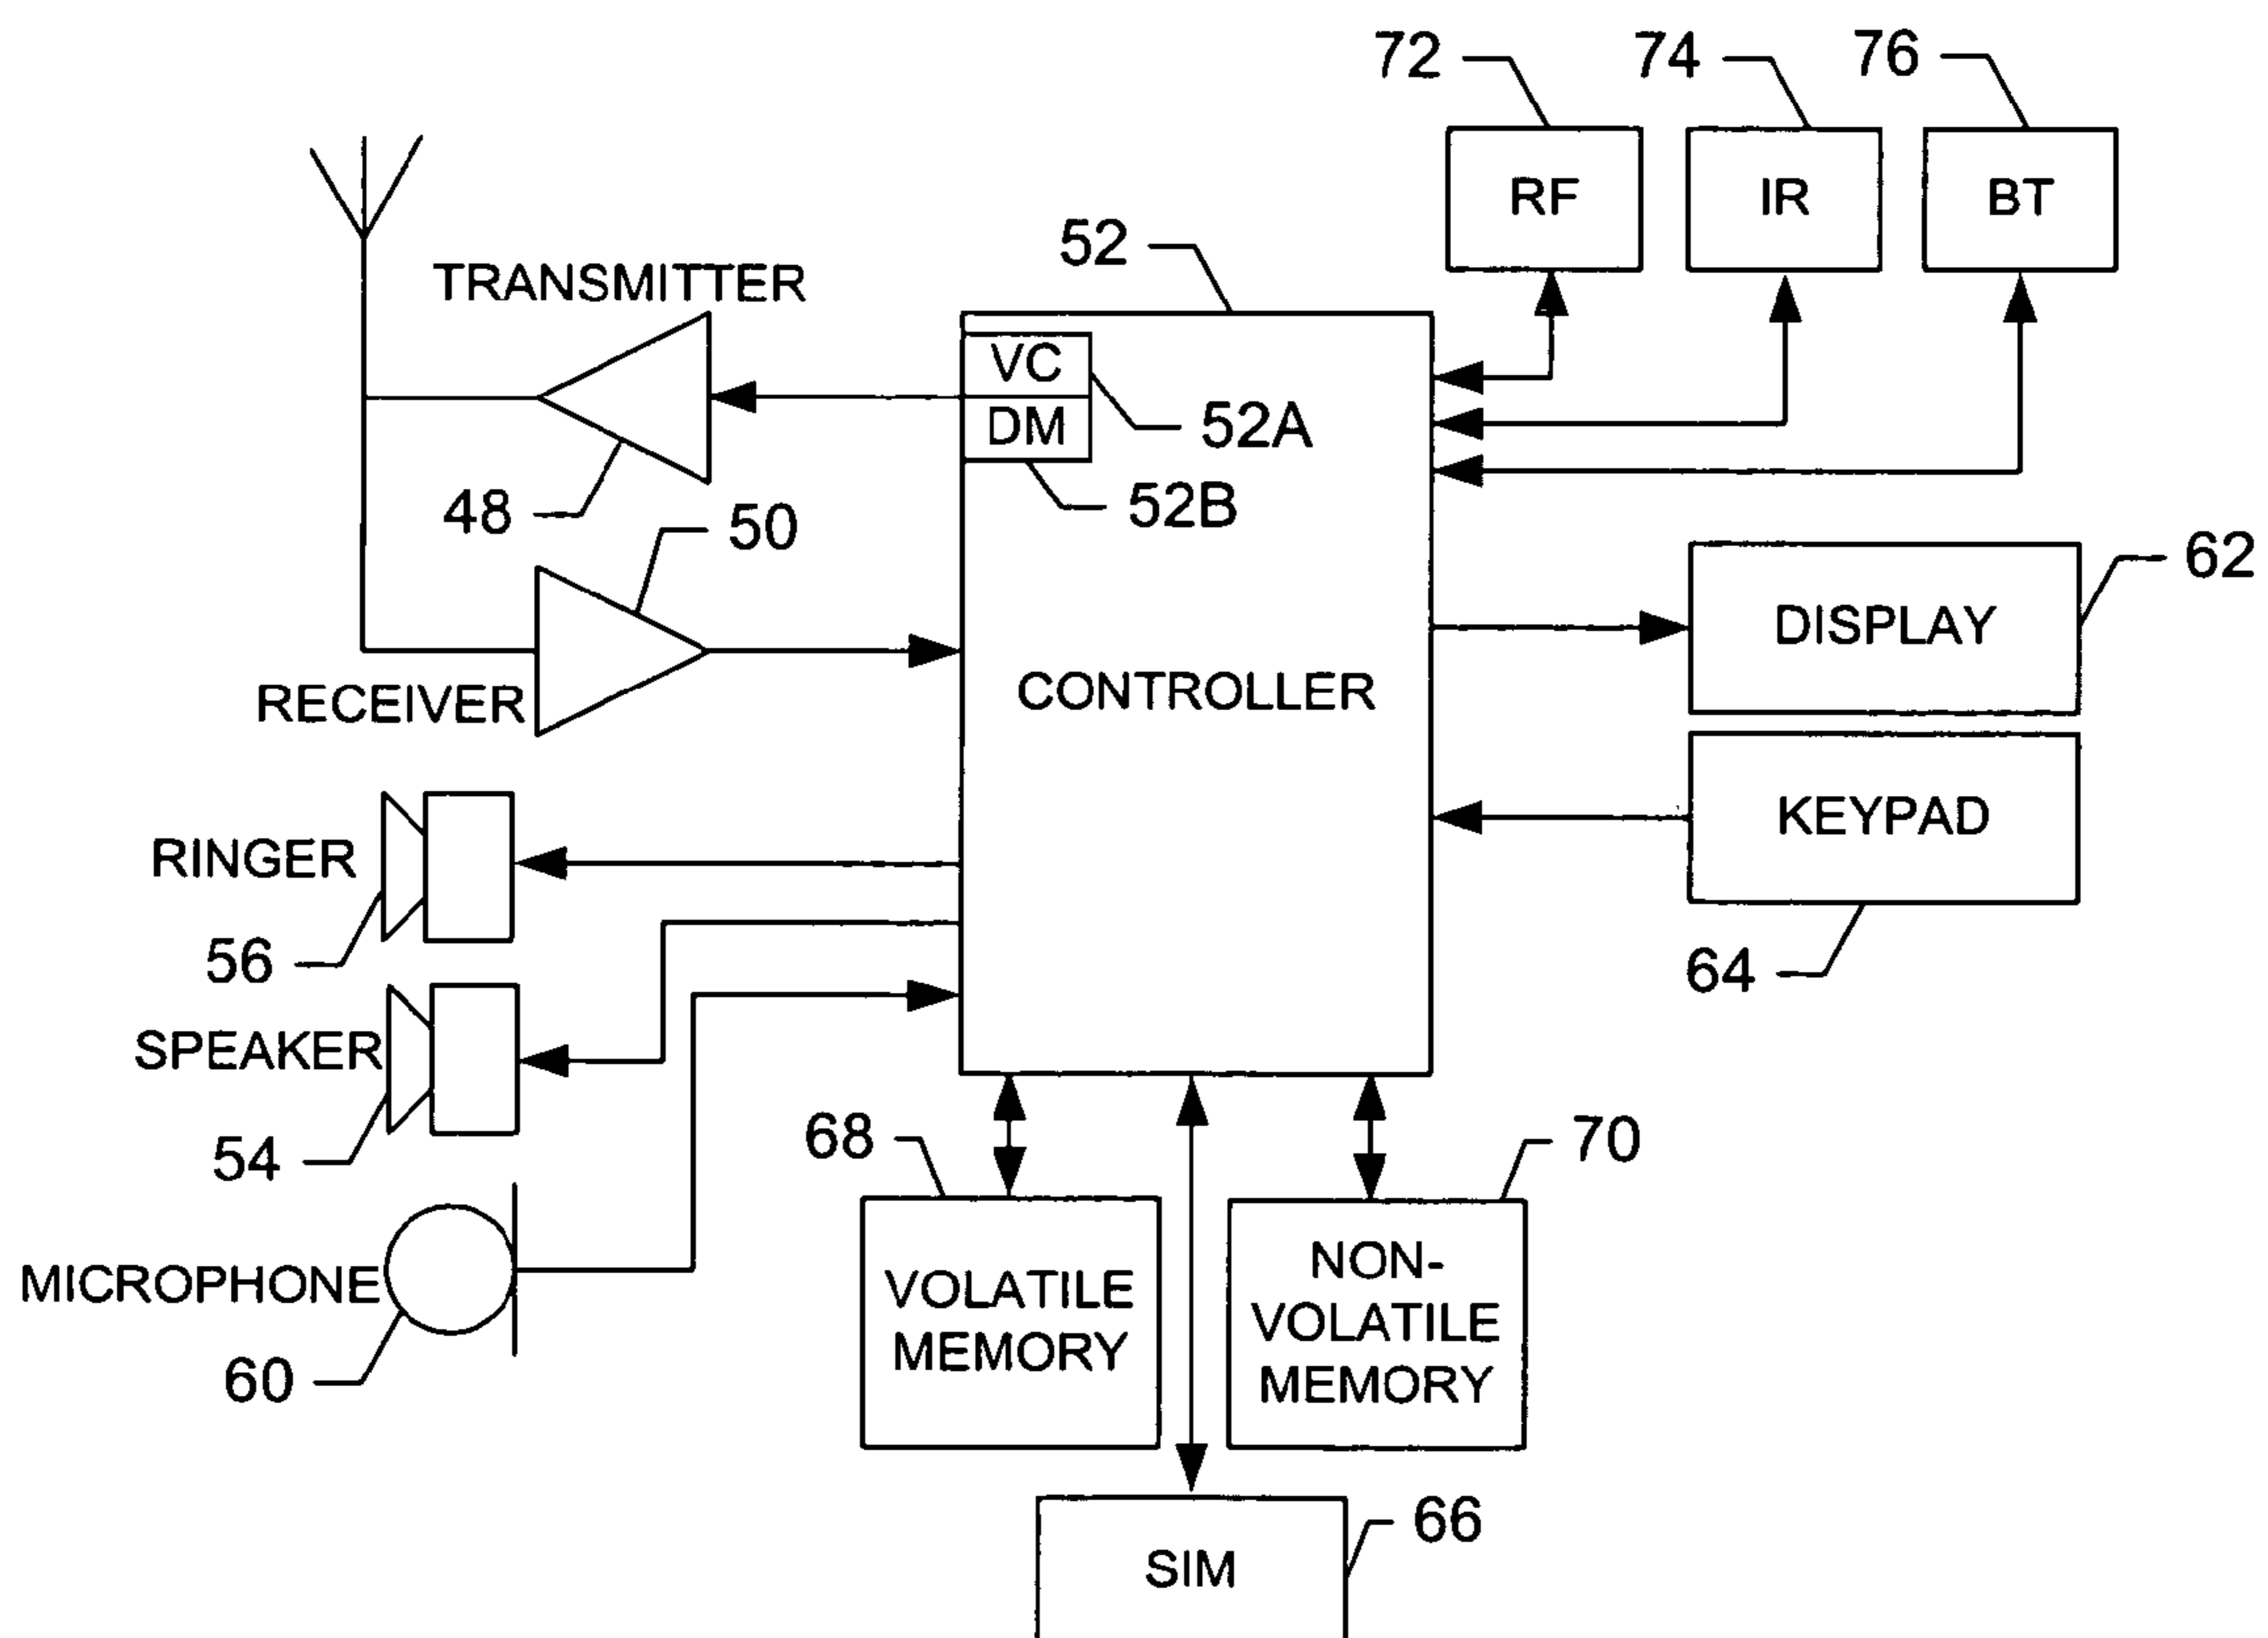 72
74
76
RF
IR
BT
52
TRANSMITTER
VC
DM
52A
52B
48
50
62
DISPLAY
RECEIVER
CONTROLLER
KEYPAD
RINGER
56
64
SPEAKER
54
68
70
MICROPHONE
60
VOLATILE
MEMORY
NON-
VOLATILE
MEMORY
66
SIM